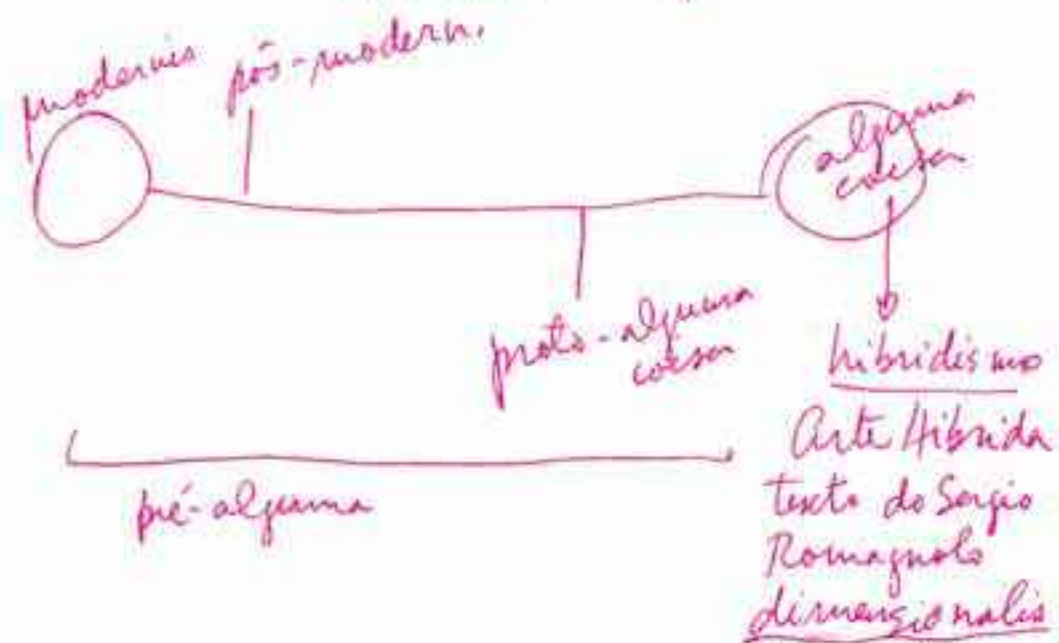 modernis
pós-modern.
alguma
coisa
proto-alguma
coisa
pré-alguma
hibridismo
Arte Hibrida
texto do Sergio
Romagnolo
dimensionalis